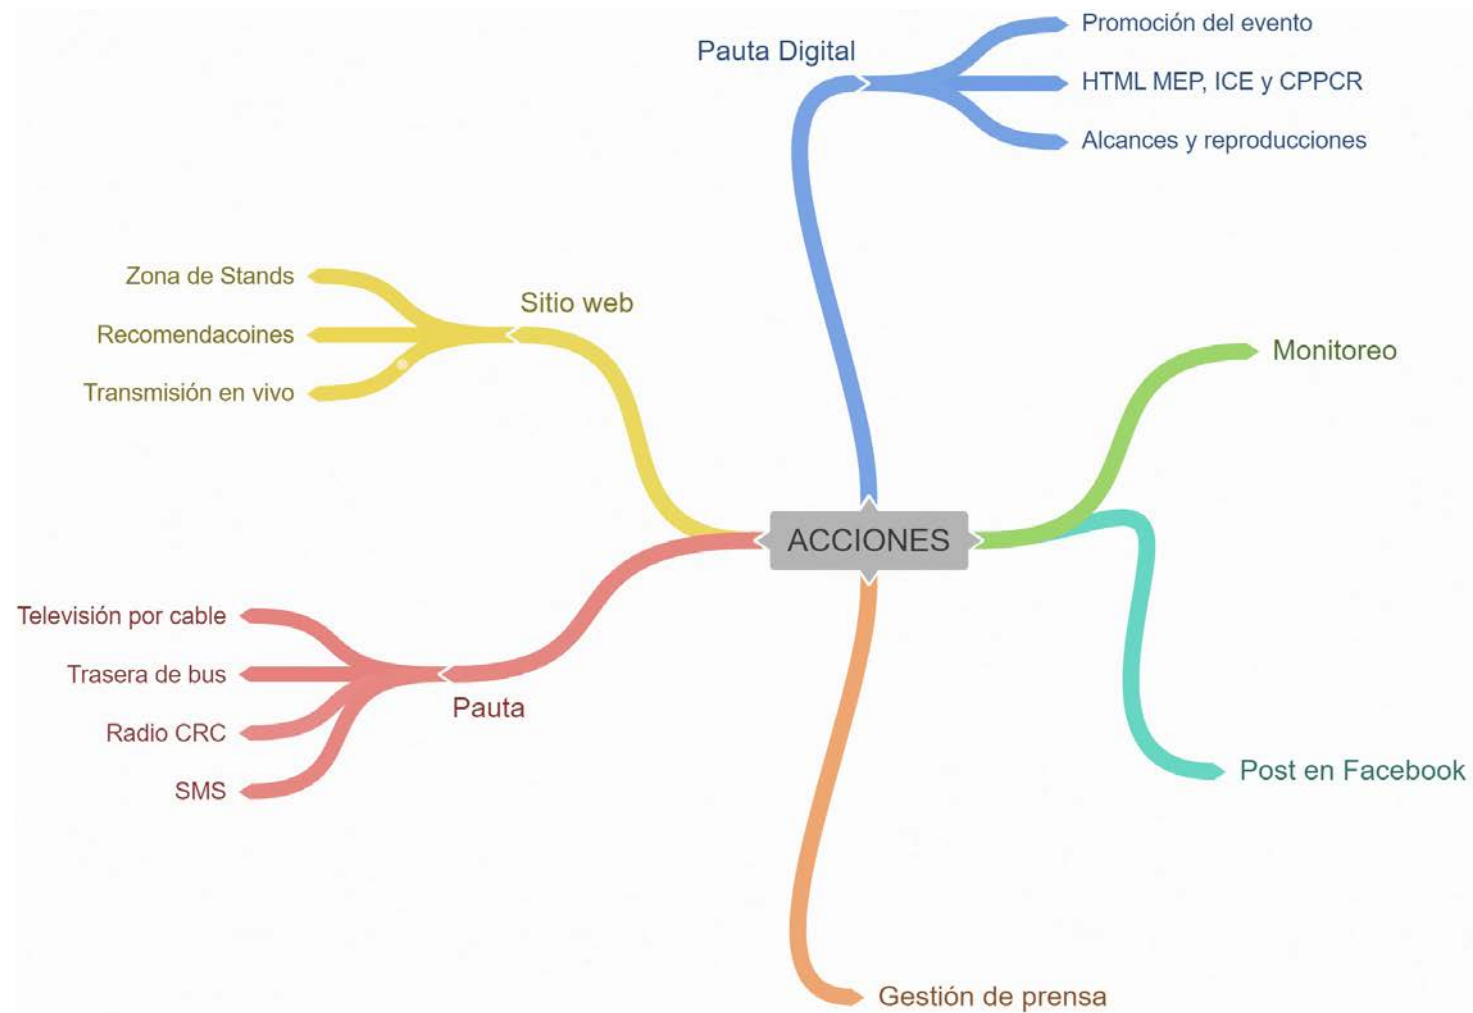 Pauta Digital
Promoción del evento
HTML MEP, ICE y CPPCR
Alcances y reproducciones
Sitio web
Zona de Stands
Recomendacoines
Transmisión en vivo
Monitoreo
ACCIONES
Pauta
Televisión por cable
Trasera de bus
Radio CRC
SMS
Post en Facebook
Gestión de prensa